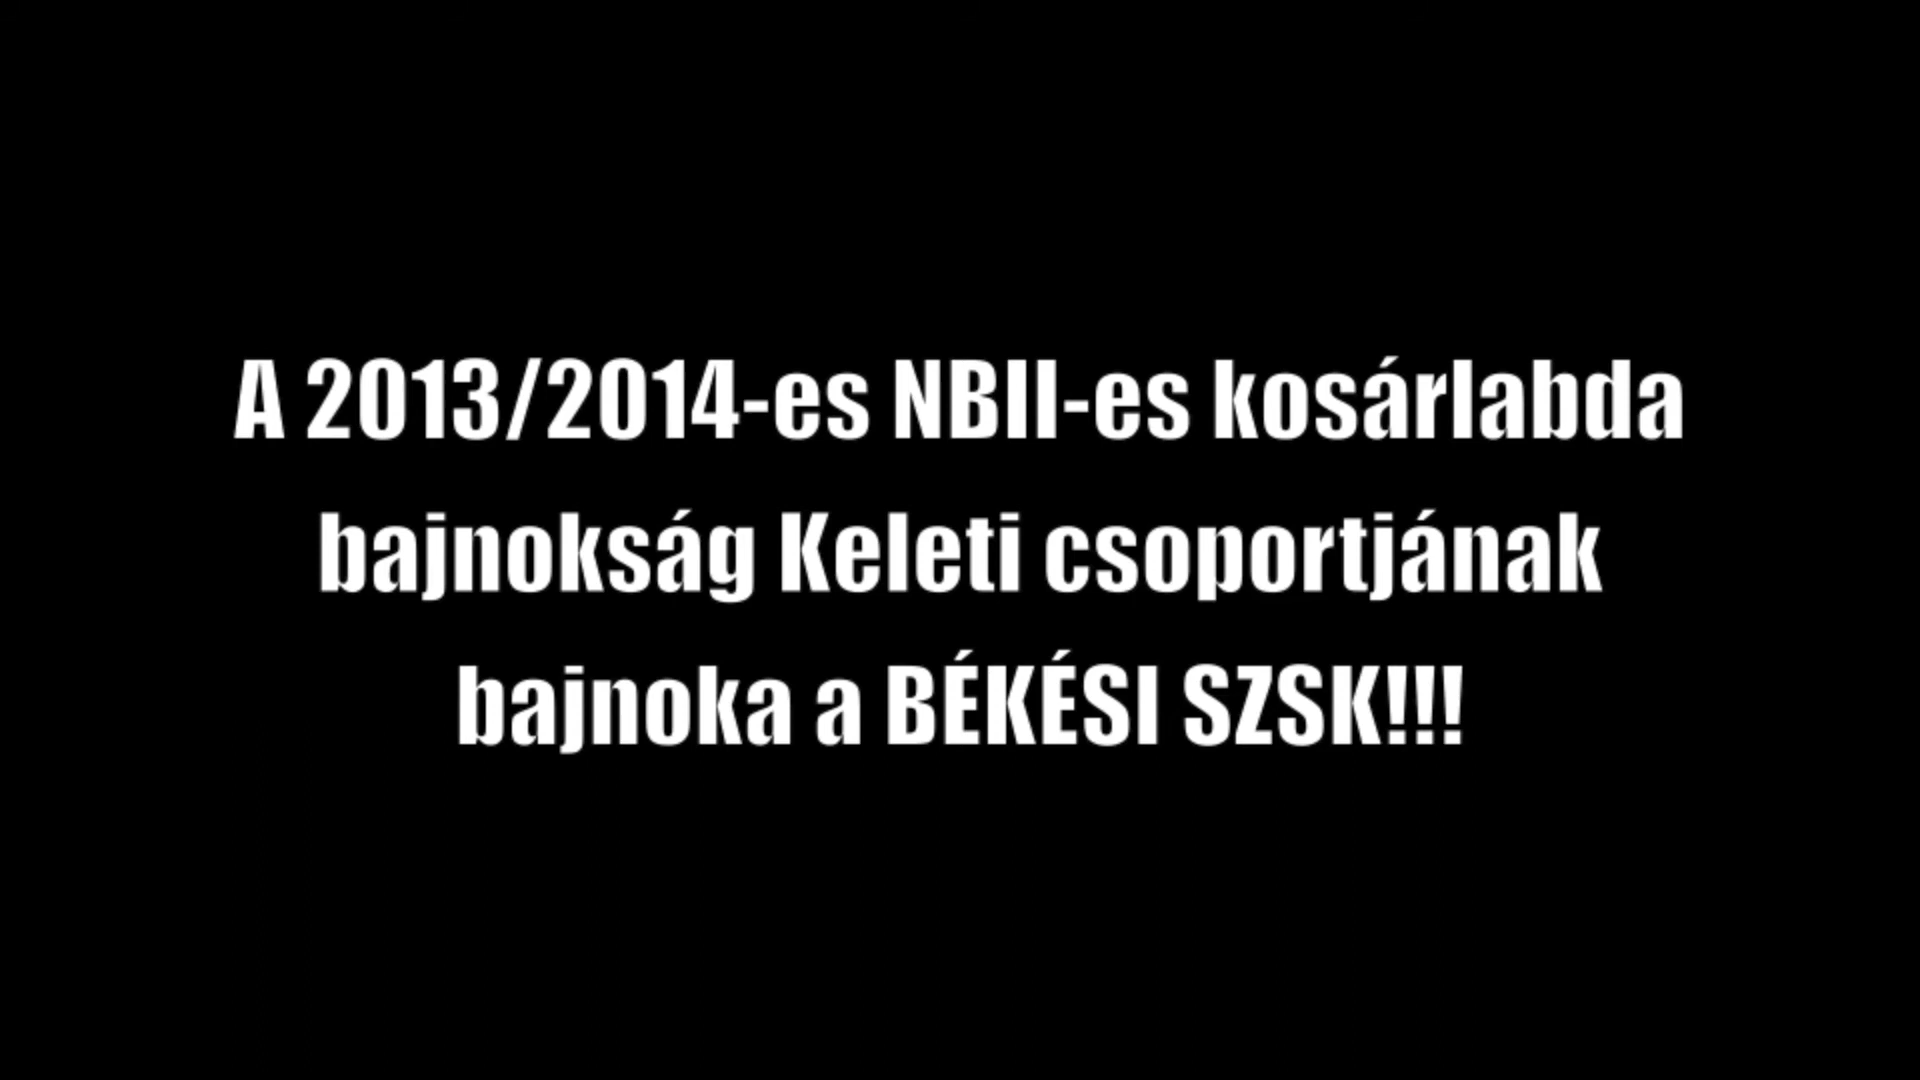 A 2013/2014-es NBII-es kosárlabda
bajnokság Keleti csoportjának
bajnoka a BÉKÉSI SZSK!!!